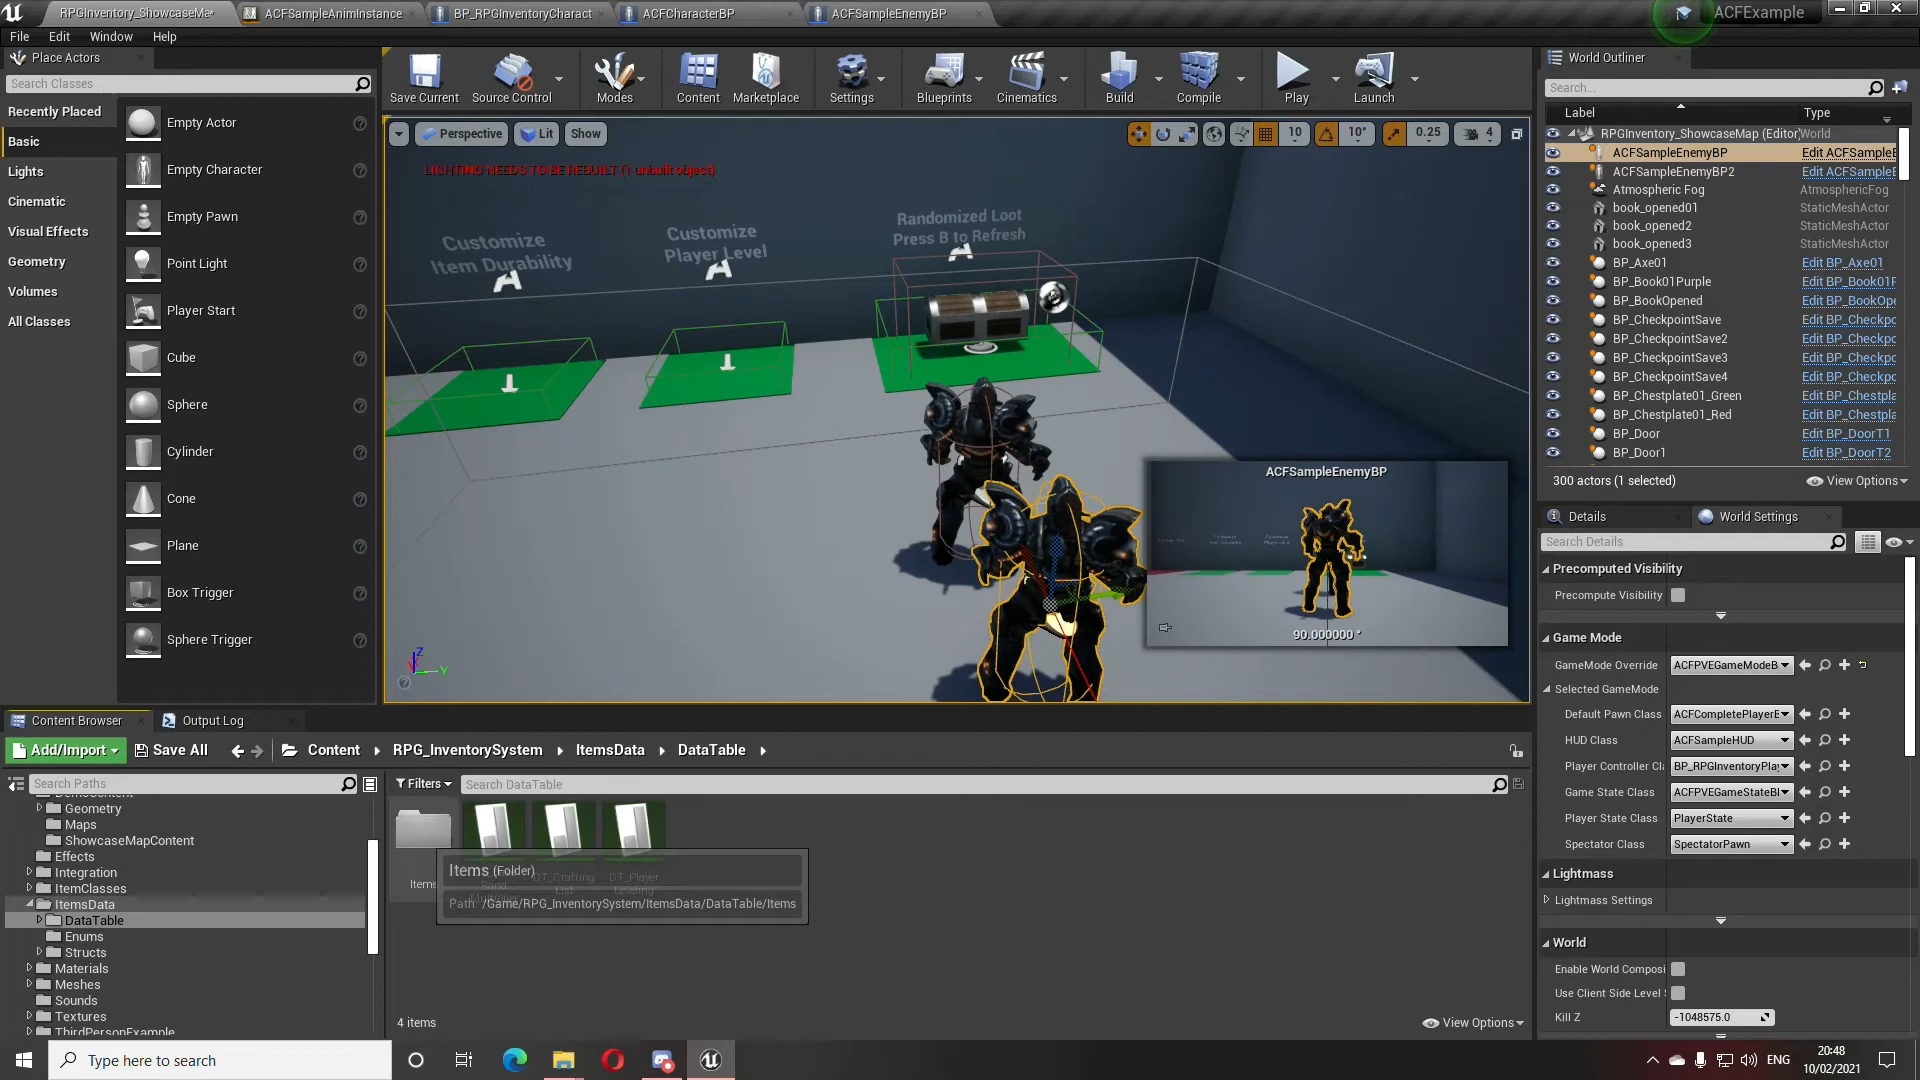 RPGInventory_ShowcaseMa*
ACFSampleAnimInstance
BP_RPGInventoryCharact
ACFCharacterBP
ACFSampleEnemyBP
ACFExample
File
Edit
Window
Help
Place Actors
Search Classes
Recently Placed
Basic
Lights
Cinematic
Visual Effects
Geometry
Volumes
All Classes
Empty Actor
Empty Character
Empty Pawn
Point Light
Player Start
Cube
Sphere
Cylinder
Cone
Plane
Box Trigger
Sphere Trigger
Save Current
Source Control
Modes
Content
Marketplace
Settings
Blueprints
Cinematics
Build
Compile
Play
Launch
Perspective
Lit
Show
10
10°
0.25
4
LIGHTING NEEDS TO BE REBUILT (1 unbuilt object)
Customize
Item Durability
Customize
Player Level
Randomized Loot
Press B to Refresh
ACFSampleEnemyBP
90.000000 °
Z
Y
World Outliner
Search...
Label
Type
RPGInventory_ShowcaseMap (Editor)
World
ACFSampleEnemyBP
Edit ACFSampleE
ACFSampleEnemyBP2
Edit ACFSampleE
Atmospheric Fog
AtmosphericFog
book_opened01
StaticMeshActor
book_opened2
StaticMeshActor
book_opened3
StaticMeshActor
BP_Axe01
Edit BP_Axe01
BP_Book01Purple
Edit BP_Book01F
BP_BookOpened
Edit BP_BookOpe
BP_CheckpointSave
Edit BP_Checkpo
BP_CheckpointSave2
Edit BP_Checkpo
BP_CheckpointSave3
Edit BP_Checkpo
BP_CheckpointSave4
Edit BP_Checkpo
BP_Chestplate01_Green
Edit BP_Chestpla
BP_Chestplate01_Red
Edit BP_Chestpla
BP_Door
Edit BP_DoorT1
BP_Door1
Edit BP_DoorT2
300 actors (1 selected)
View Options
Details
World Settings
Search Details
Precomputed Visibility
Precompute Visibility
Game Mode
GameMode Override
ACFPVEGameModeB
Selected GameMode
Default Pawn Class
ACFCompletePlayerE
HUD Class
ACFSampleHUD
Player Controller Cl
BP_RPGInventoryPlay
Game State Class
ACFPVEGameStateBl
Player State Class
PlayerState
Spectator Class
SpectatorPawn
Lightmass
Lightmass Settings
World
Enable World Composi
Use Client Side Level
Kill Z
-1048575.0
Content Browser
Output Log
Add/Import
Save All
Content
RPG_InventorySystem
ItemsData
DataTable
Search Paths
Filters
Search DataTable
Geometry
Maps
ShowcaseMapContent
Effects
Integration
ItemClasses
ItemsData
DataTable
Enums
Structs
Materials
Meshes
Sounds
Textures
ThirdPersonExample
Items
DT_Crafting
List
DT_Player
Leveling
Items (Folder)
Path: /Game/RPG_InventorySystem/ItemsData/DataTable/Items
4 items
View Options
Type here to search
ENG
20:48
10/02/2021